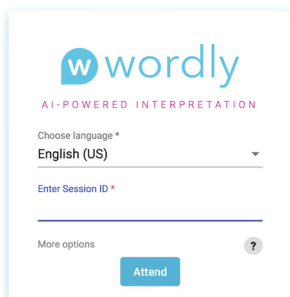 w wordly
AI-POWERED INTERPRETATION
Choose language *
English (US)
Enter Session ID *
More options
?
Attend